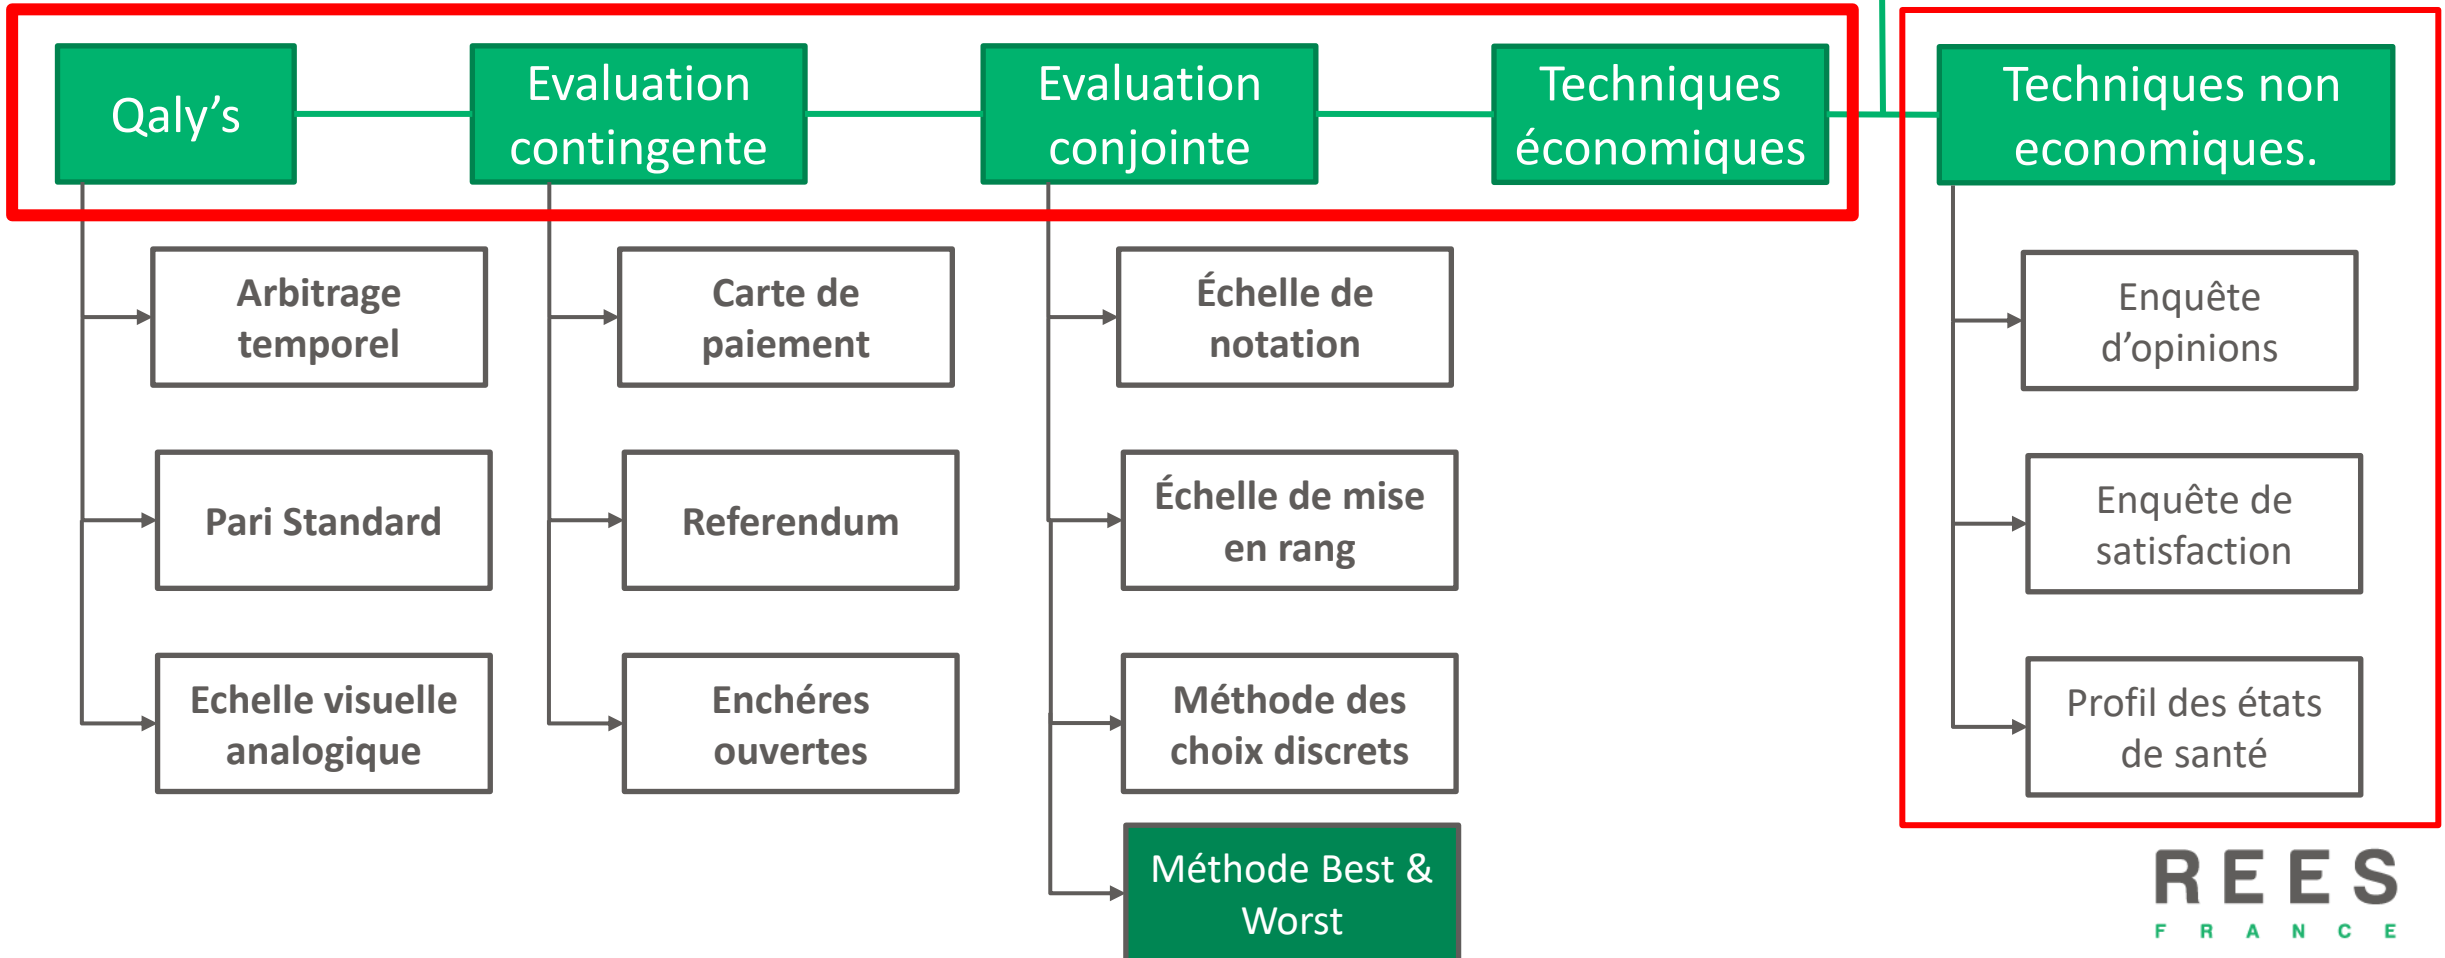 Qaly's
Evaluation
contingente
Evaluation
conjointe
Techniques
économiques
Techniques non
economiques.
Arbitrage
temporel
Carte de
paiement
Échelle de
notation
Enquête
d'opinions
Pari Standard
Referendum
Échelle de mise
en rang
Enquête de
satisfaction
Echelle visuelle
analogique
Enchéres
ouvertes
Méthode des
choix discrets
Profil des états
de santé
Méthode Best &
Worst
REES
FRANCE